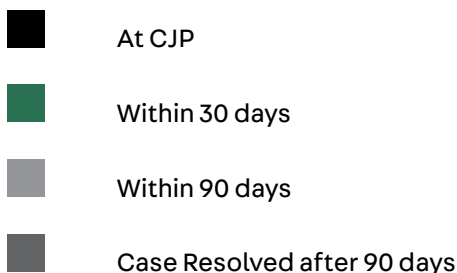 At CJP
Within 30 days
Within 90 days
Case Resolved after 90 days